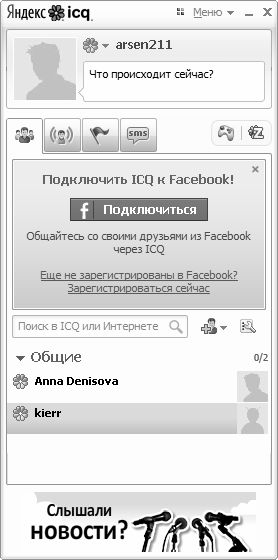 Яндекс icq Меню
arsen211
Что происходит сейчас?
sms
Подключить ICQ к Facebook!
f Подключиться
Общайтесь со своими друзьями из Facebook
через ICQ
Еще не зарегистрированы в Facebook?
Зарегистрироваться сейчас
Поиск в ICQ или Интернете
Общие 0/2
Anna Denisova
kierr
Слышали
новости?